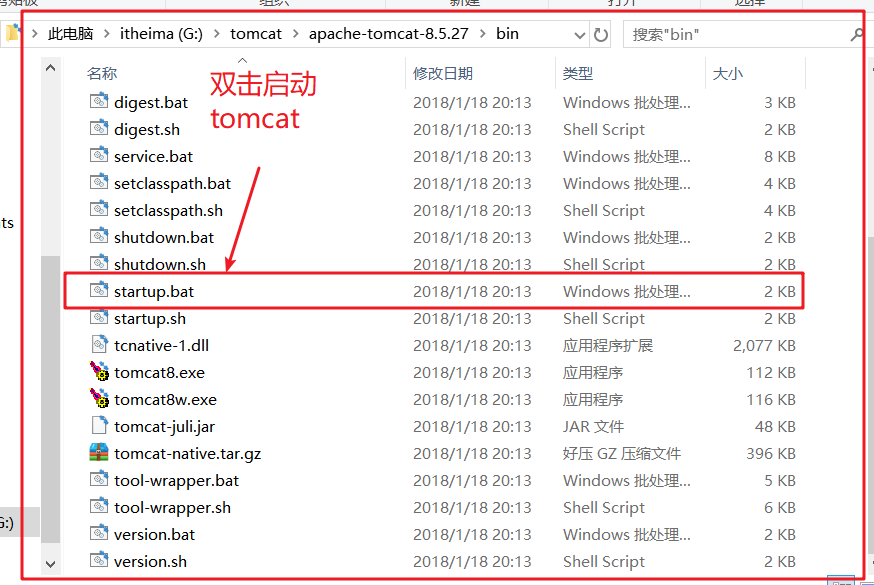 组织
新建
打开
选择
此电脑 > itheima (G:) > tomcat > apache-tomcat-8.5.27 > bin
搜索"bin"
名称 修改日期 类型 大小
双击启动
tomcat
digest.bat 2018/1/18 20:13 Windows 批处理... 3 KB
digest.sh 2018/1/18 20:13 Shell Script 2 KB
service.bat 2018/1/18 20:13 Windows 批处理... 8 KB
setclasspath.bat 2018/1/18 20:13 Windows 批处理... 4 KB
setclasspath.sh 2018/1/18 20:13 Shell Script 4 KB
shutdown.bat 2018/1/18 20:13 Windows 批处理... 2 KB
shutdown.sh 2018/1/18 20:13 Shell Script 2 KB
startup.bat 2018/1/18 20:13 Windows 批处理... 2 KB
startup.sh 2018/1/18 20:13 Shell Script 2 KB
tcnative-1.dll 2018/1/18 20:13 应用程序扩展 2,077 KB
tomcat8.exe 2018/1/18 20:13 应用程序 112 KB
tomcat8w.exe 2018/1/18 20:13 应用程序 116 KB
tomcat-juli.jar 2018/1/18 20:13 JAR 文件 48 KB
tomcat-native.tar.gz 2018/1/18 20:13 好压 GZ 压缩文件 396 KB
tool-wrapper.bat 2018/1/18 20:13 Windows 批处理... 5 KB
tool-wrapper.sh 2018/1/18 20:13 Shell Script 6 KB
version.bat 2018/1/18 20:13 Windows 批处理... 2 KB
version.sh 2018/1/18 20:13 Shell Script 2 KB
ts
G:)